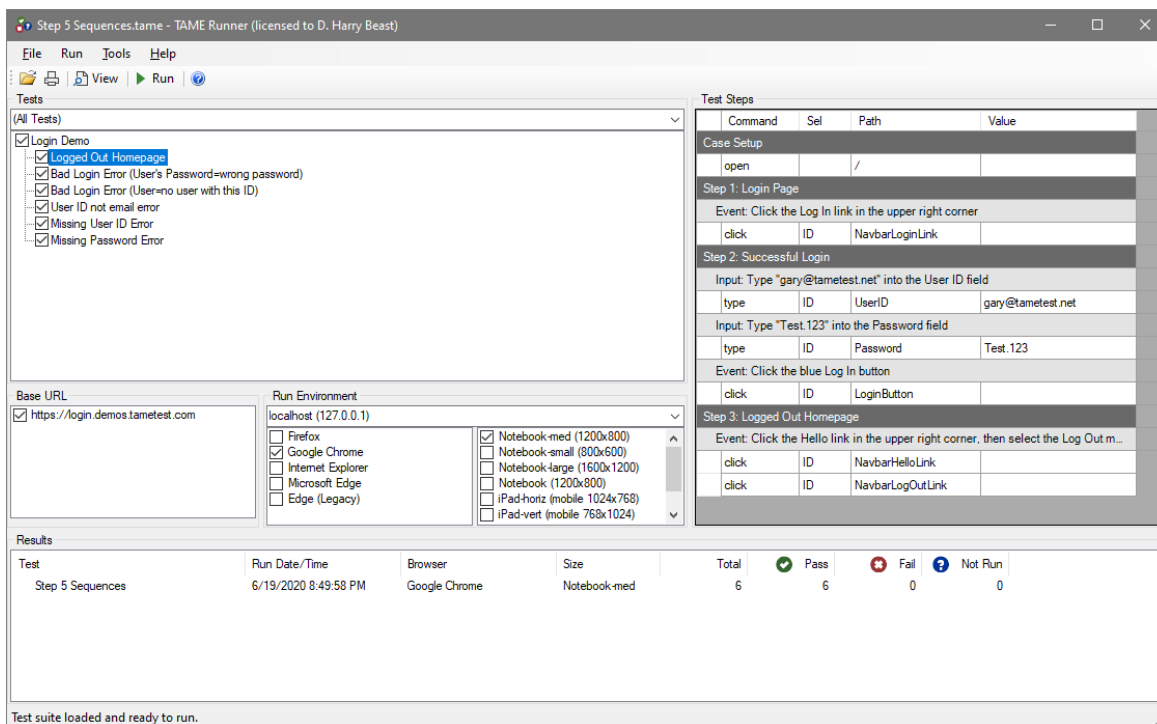 Step 5 Sequences.tame - TAME Runner (licensed to D. Harry Beast)
File Run Tools Help
View Run
Tests
(All Tests)
Login Demo
Logged Out Homepage
Bad Login Error (User's Password=wrong password)
Bad Login Error (User=no user with this ID)
User ID not email error
Missing User ID Error
Missing Password Error
Test Steps
Command Sel Path Value
Case Setup
open /
Step 1: Login Page
Event: Click the Log In link in the upper right corner
click ID NavbarLoginLink
Step 2: Successful Login
Input: Type "gary@tametest.net" into the User ID field
type ID UserID gary@tametest.net
Input: Type "Test.123" into the Password field
type ID Password Test.123
Event: Click the blue Log In button
click ID LoginButton
Step 3: Logged Out Homepage
Event: Click the Hello link in the upper right corner, then select the Log Out m...
click ID NavbarHelloLink
click ID NavbarLogOutLink
Base URL
https://login.demos.tametest.com
Run Environment
localhost (127.0.0.1)
Firefox
Google Chrome
Internet Explorer
Microsoft Edge
Edge (Legacy)
Notebook-med (1200x800)
Notebook-small (800x600)
Notebook-large (1600x1200)
Notebook (1200x800)
iPad-horiz (mobile 1024x768)
iPad-vert (mobile 768x1024)
Results
Test Run Date/Time Browser Size Total Pass Fail Not Run
Step 5 Sequences 6/19/2020 8:49:58 PM Google Chrome Notebook-med 6 6 0 0
Test suite loaded and ready to run.